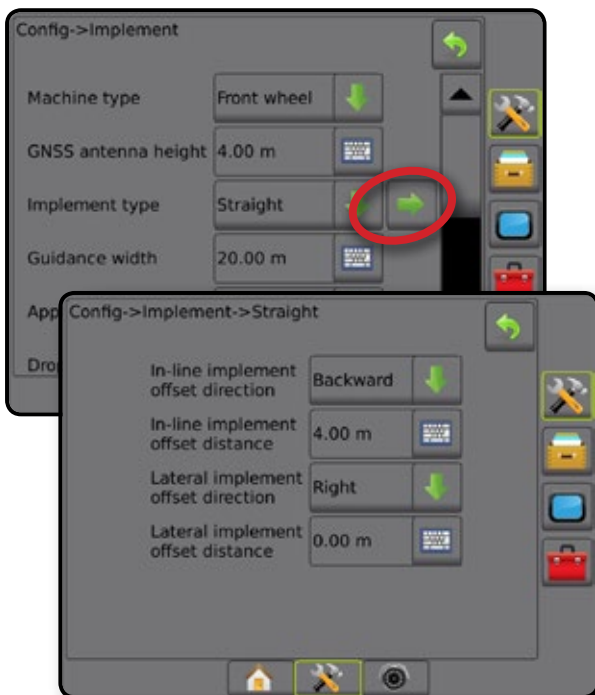 Config->Implement
Machine type Front wheel
GNSS antenna height 4.00 m
Implement type Straight
Guidance width 20.00 m
App
Dro
Config->Implement->Straight
In-line implement
offset direction
Backward
In-line implement
offset distance
4.00 m
Lateral implement
offset direction
Right
Lateral implement
offset distance
0.00 m